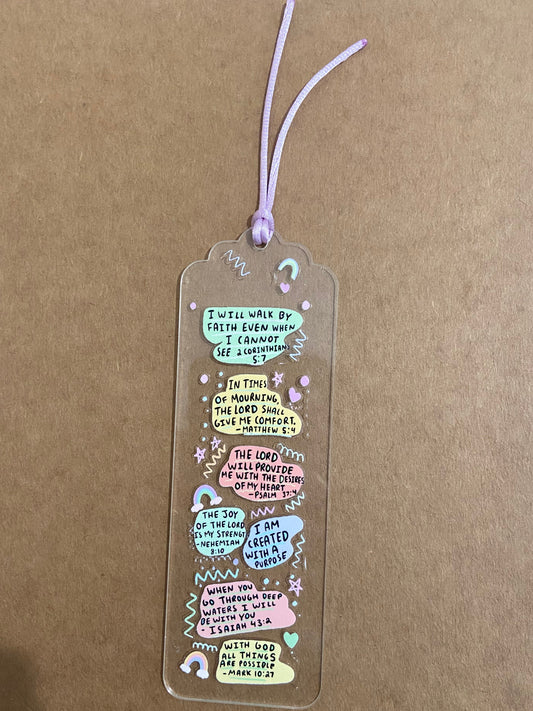 I WILL WALK BY
FAITH EVEN WHEN
I CANNOT
SEE 2 CORINTHIANS
5:7
IN TIMES
OF MOURNING,
THE LORD SHALL
GIVE ME COMFORT.
-MATTHEW 5:4
THE LORD
WILL PROVIDE
ME WITH THE DESIRES
OF MY HEART
-PSALM 37:4
THE JOY
OF THE LORD
IS MY STRENGT
-NEHEMIAH
8:10
I AM
CREATED
WITH A
PURPOSE
WHEN YOU
GO THROUGH DEEP
WATERS I WILL
BE WITH YOU
- ISAIAH 43:2
WITH GOD
ALL THINGS
ARE POSSIBLE
-MARK 10:27